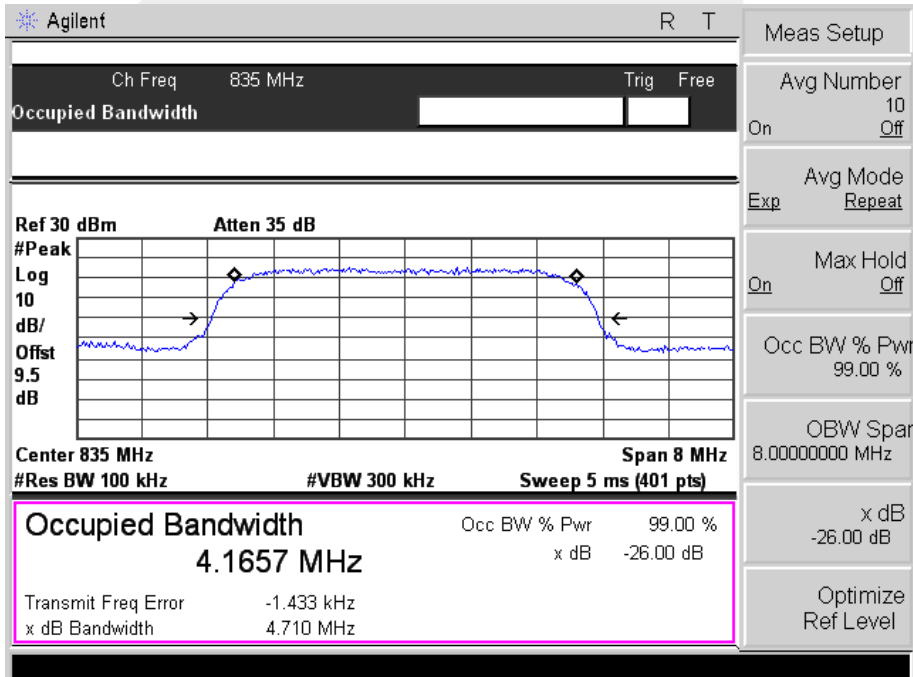 Agilent R T
Ch Freq 835 MHz Trig Free
Occupied Bandwidth
Ref 30 dBm Atten 35 dB
#Peak
Log
10
dB/
Offst
9.5
dB
Center 835 MHz Span 8 MHz
#Res BW 100 kHz #VBW 300 kHz Sweep 5 ms (401 pts)
Occupied Bandwidth
4.1657 MHz
Occ BW % Pwr 99.00 %
x dB -26.00 dB
Transmit Freq Error -1.433 kHz
x dB Bandwidth 4.710 MHz
Meas Setup
Avg Number
10
On Off
Avg Mode
Exp Repeat
Max Hold
On Off
Occ BW % Pwr
99.00 %
OBW Span
8.00000000 MHz
x dB
-26.00 dB
Optimize
Ref Level